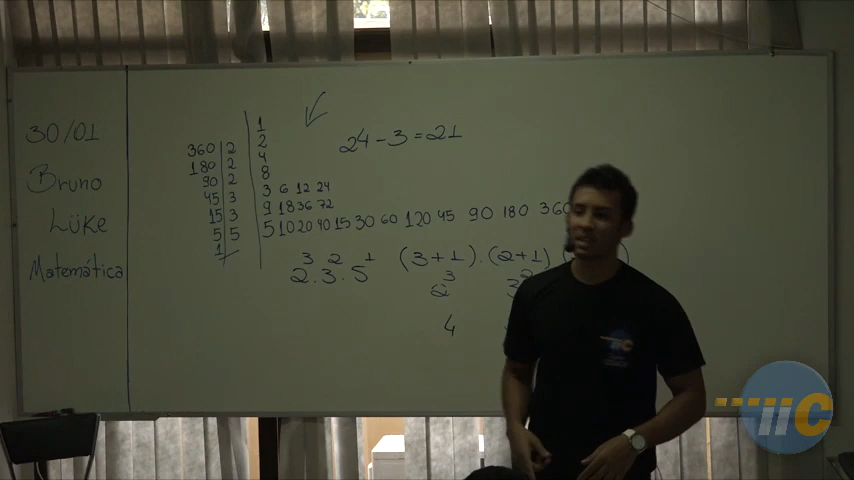 30/01
Bruno
Lüke
Matemática
360 2
180 2
90 2
45 3
15 3
5 5
1
1
2
4
8
3 6 12 24
9 18 36 72
5 10 20 40 15 30 60 120 45 90 180 360
24 - 3 = 21
2³ . 3² . 5¹
(3+1) . (2+1)
2³ 3²
4
iiC